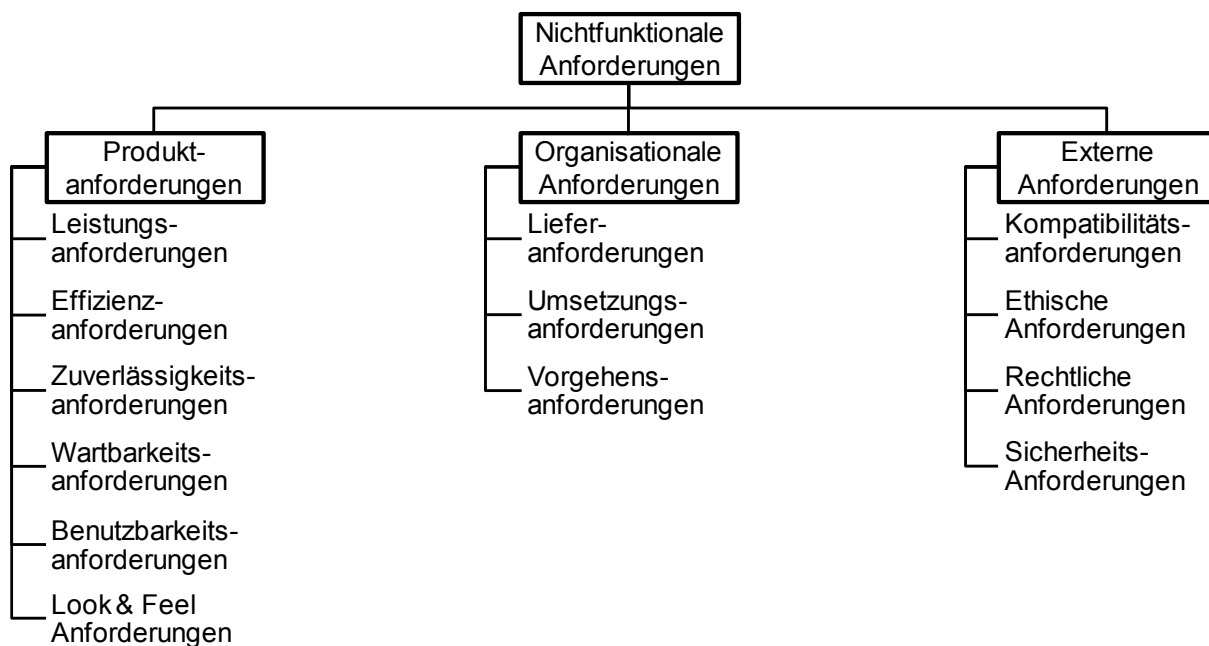 Nichtfunktionale
Anforderungen
Produkt-
anforderungen
Leistungs-
anforderungen
Effizienz-
anforderungen
Zuverlässigkeits-
anforderungen
Wartbarkeits-
anforderungen
Benutzbarkeits-
anforderungen
Look & Feel
Anforderungen
Organisationale
Anforderungen
Liefer-
anforderungen
Umsetzungs-
anforderungen
Vorgehens-
anforderungen
Externe
Anforderungen
Kompatibilitäts-
anforderungen
Ethische
Anforderungen
Rechtliche
Anforderungen
Sicherheits-
Anforderungen